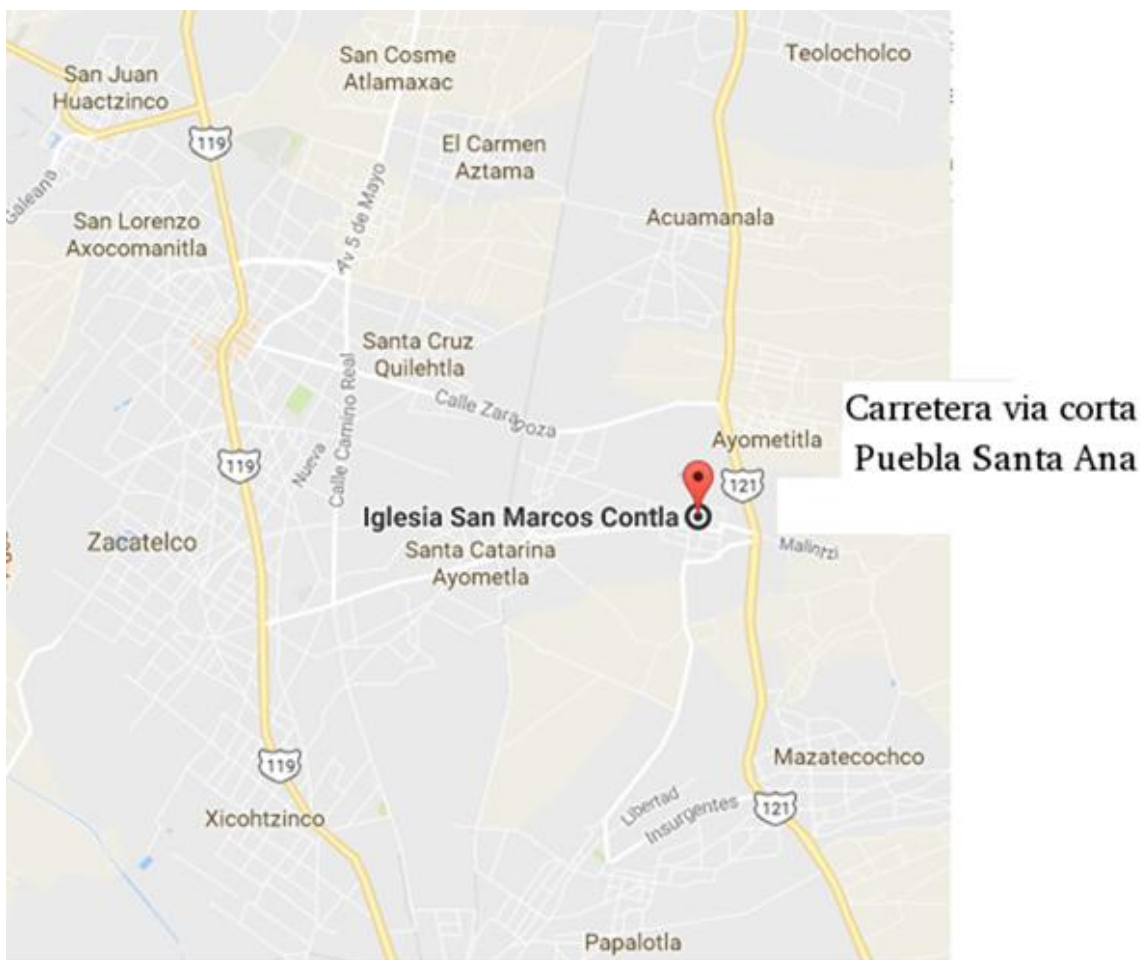 Teolocholco
San Cosme
Atlamaxac
San Juan
Huactzinco
119
El Carmen
Aztama
Galeana
Av 5 de Mayo
San Lorenzo
Axocomanitla
Acuamanala
Santa Cruz
Quilehtla
Calle Camino Real
Calle Zaragoza
Carretera via corta
Puebla Santa Ana
Ayometitla
119
Nueva
121
Iglesia San Marcos Contla
Zacatelco
Santa Catarina
Ayometla
Malintzi
Mazatecochco
119
Libertad
Insurgentes
121
Xicohtzinco
Papalotla